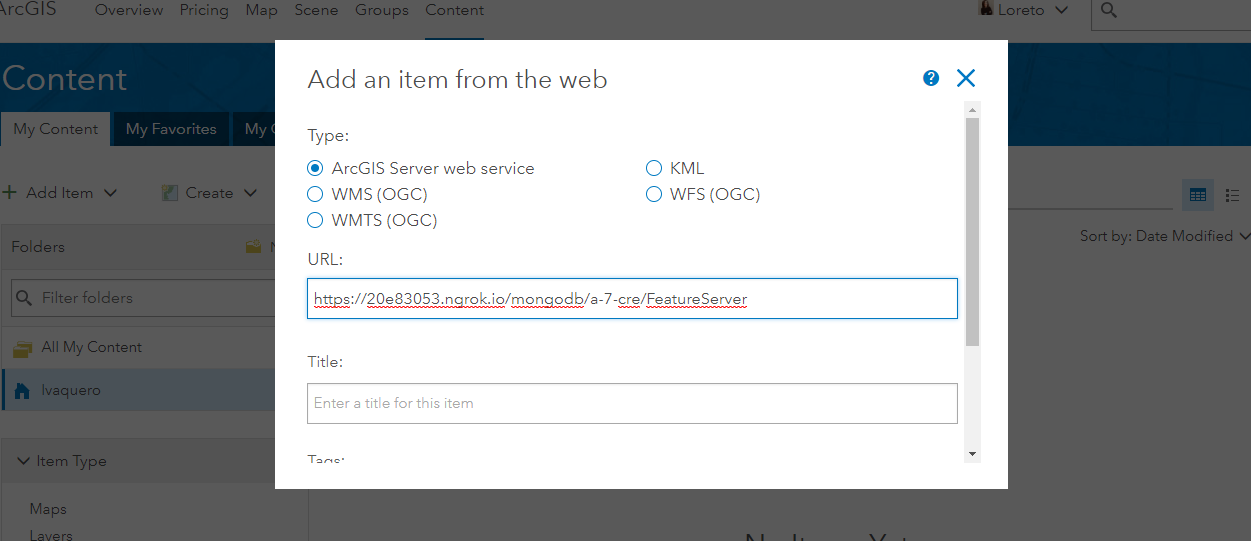 ArcGIS Overview Pricing Map Scene Groups Content Loreto
Content
My Content My Favorites My
Add Item Create
Sort by: Date Modified
Folders
Filter folders
All My Content
lvaquero
Item Type
Maps
Layers
Add an item from the web
Type:
ArcGIS Server web service KML
WMS (OGC) WFS (OGC)
WMTS (OGC)
URL:
https://20e83053.ngrok.io/mongodb/a-7-cre/FeatureServer
Title:
Enter a title for this item
Tags: